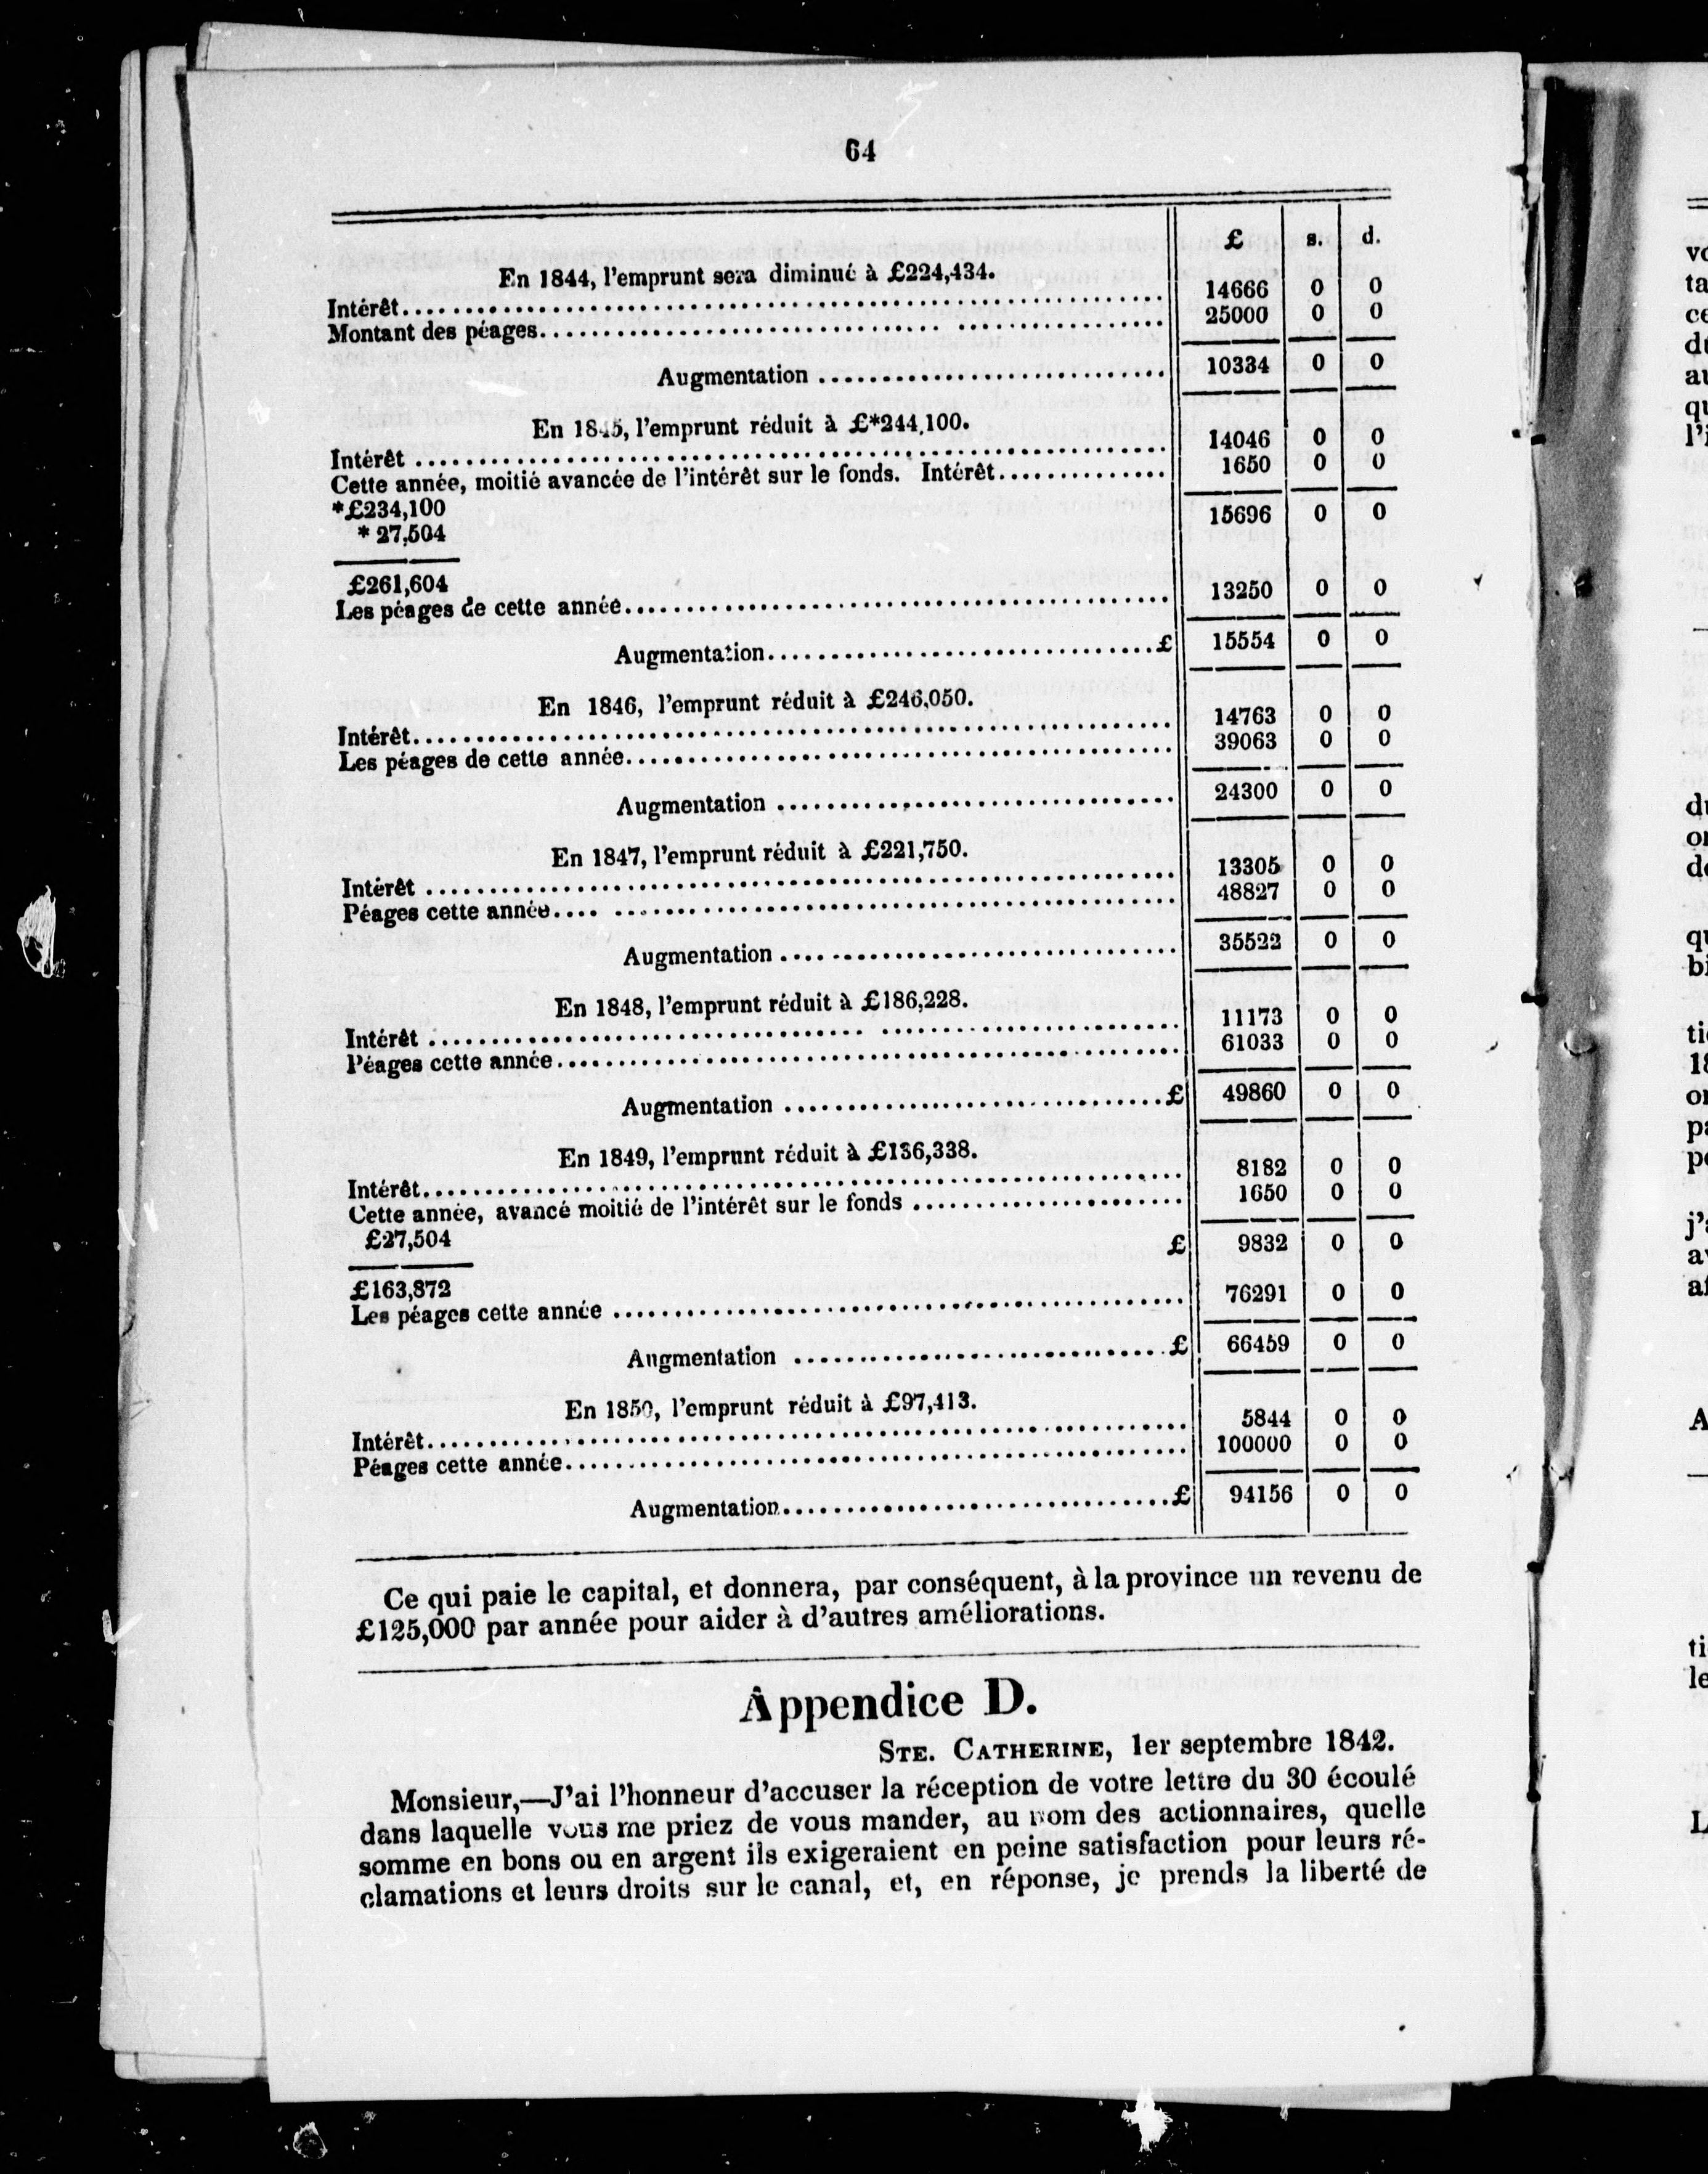 64
£ s. d.
En 1844, l'emprunt sera diminué à £224,434.
Intérêt 14666 0 0
Montant des péages 25000 0 0
Augmentation 10334 0 0
En 1845, l'emprunt réduit à £*244,100.
Intérêt 14046 0 0
Cette année, moitié avancée de l'intérêt sur le fonds. Intérêt 1650 0 0
*£234,100
15696 0 0
* 27,504
£261,604
Les péages de cette année 13250 0 0
Augmentation £ 15554 0 0
En 1846, l'emprunt réduit à £246,050.
Intérêt 14763 0 0
Les péages de cette année 39063 0 0
Augmentation 24300 0 0
En 1847, l'emprunt réduit à £221,750.
Intérêt 13305 0 0
Péages cette année 48827 0 0
Augmentation 35522 0 0
En 1848, l'emprunt réduit à £186,228.
Intérêt 11173 0 0
Péages cette année 61033 0 0
Augmentation £ 49860 0 0
En 1849, l'emprunt réduit à £136,338.
Intérêt 8182 0 0
Cette année, avancé moitié de l'intérêt sur le fonds 1650 0 0
£27,504 £ 9832 0 0
£163,872
Les péages cette année 76291 0 0
Augmentation £ 66459 0 0
En 1850, l'emprunt réduit à £97,413.
Intérêt 5844 0 0
Péages cette année 100000 0 0
Augmentation £ 94156 0 0
Ce qui paie le capital, et donnera, par conséquent, à la province un revenu de
£125,000 par année pour aider à d'autres améliorations.
Appendice D.
STE. CATHERINE, 1er septembre 1842.
Monsieur,—J'ai l'honneur d'accuser la réception de votre lettre du 30 écoulé
dans laquelle vous me priez de vous mander, au nom des actionnaires, quelle
somme en bons ou en argent ils exigeraient en peine satisfaction pour leurs ré-
clamations et leurs droits sur le canal, et, en réponse, je prends la liberté de